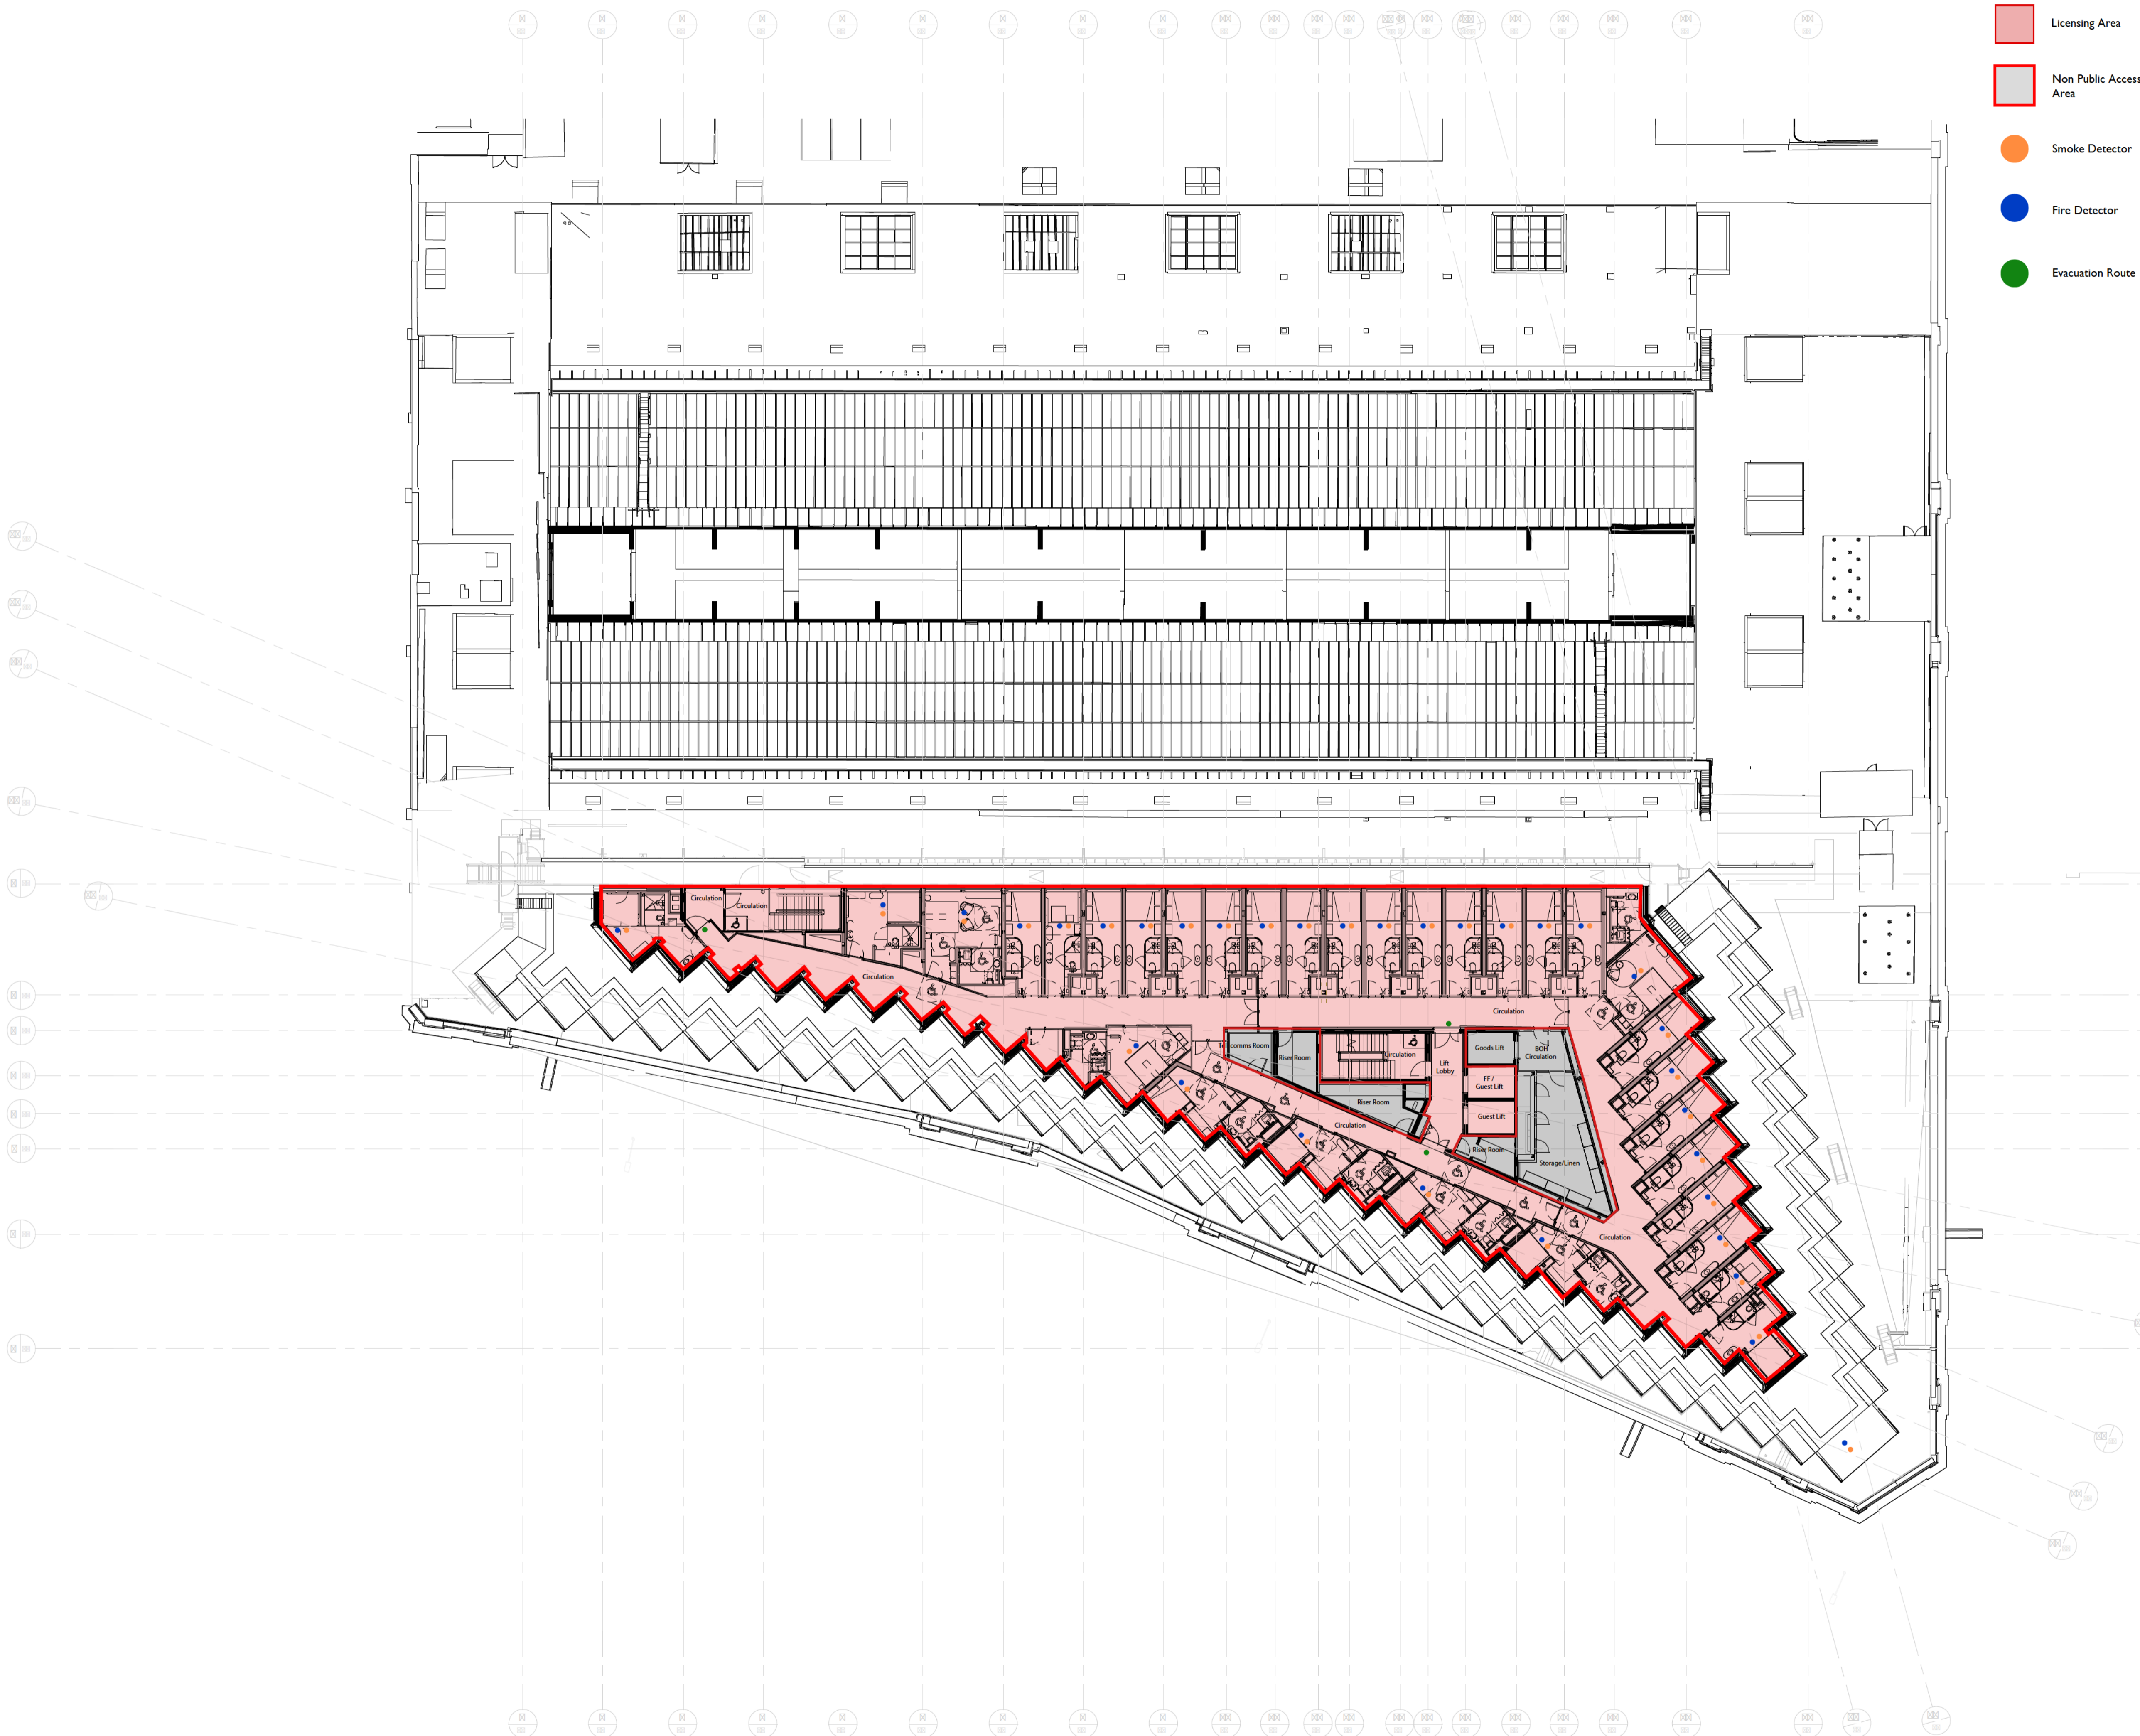 Licensing Area
Non Public Access
Area
Smoke Detector
Fire Detector
Evacuation Route
Circulation
Circulation
Circulation
Circulation
Riser Room
Circulation
Goods Lift
BOH
Circulation
Lift
Lobby
FF /
Guest Lift
Riser Room
Guest Lift
Circulation
Riser Room
Storage/Linen
Circulation